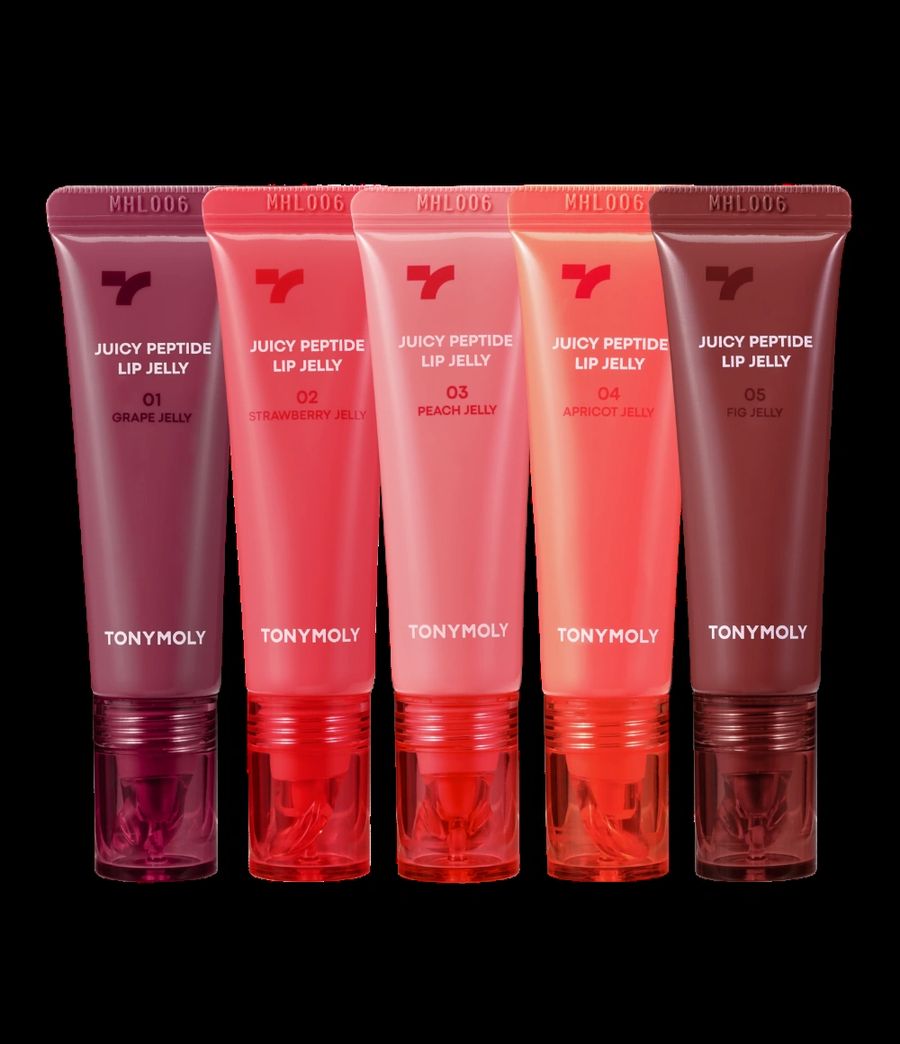 MHL006
JUICY PEPTIDE
LIP JELLY
01
GRAPE JELLY
TONYMOLY
MHL006
JUICY PEPTIDE
LIP JELLY
02
STRAWBERRY JELLY
TONYMOLY
MHL006
JUICY PEPTIDE
LIP JELLY
03
PEACH JELLY
TONYMOLY
MHL006
JUICY PEPTIDE
LIP JELLY
04
APRICOT JELLY
TONYMOLY
MHL006
JUICY PEPTIDE
LIP JELLY
05
FIG JELLY
TONYMOLY